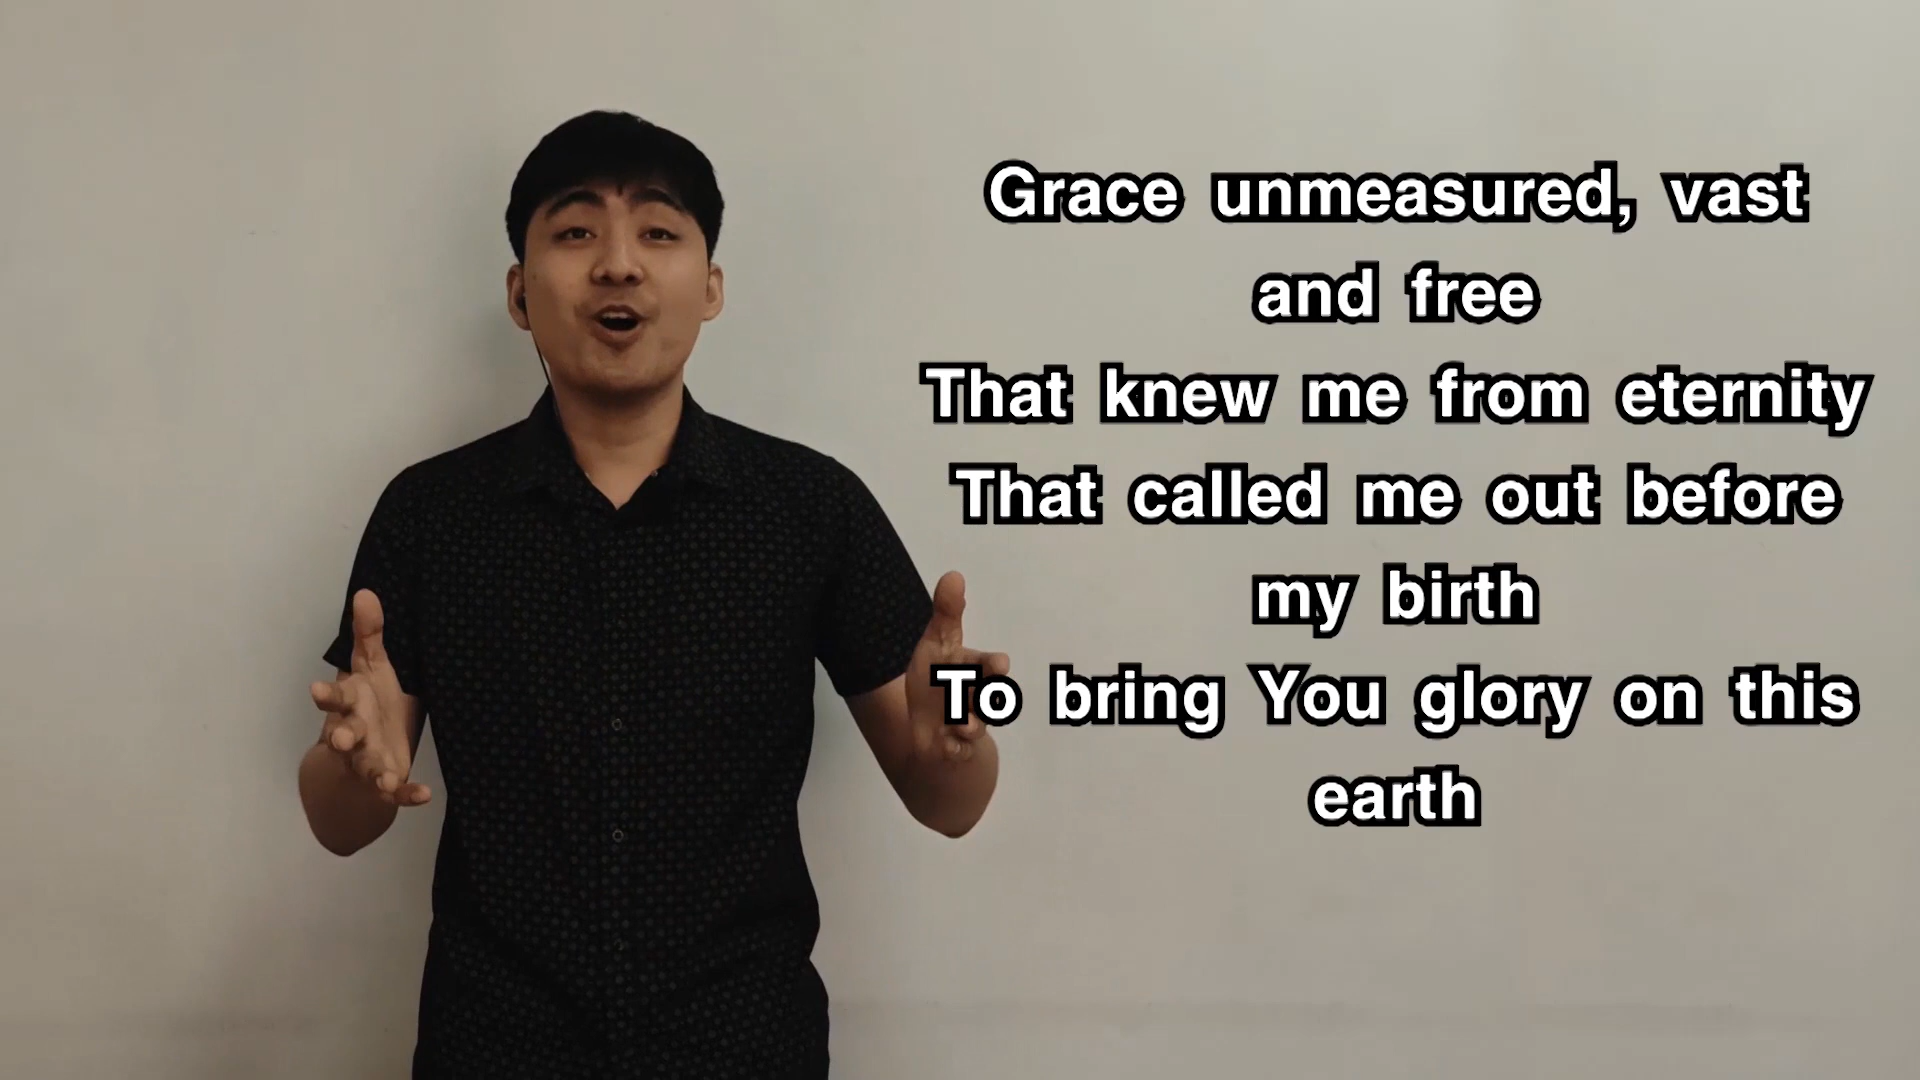 Grace unmeasured, vast
and free
That knew me from eternity
That called me out before
my birth
To bring You glory on this
earth